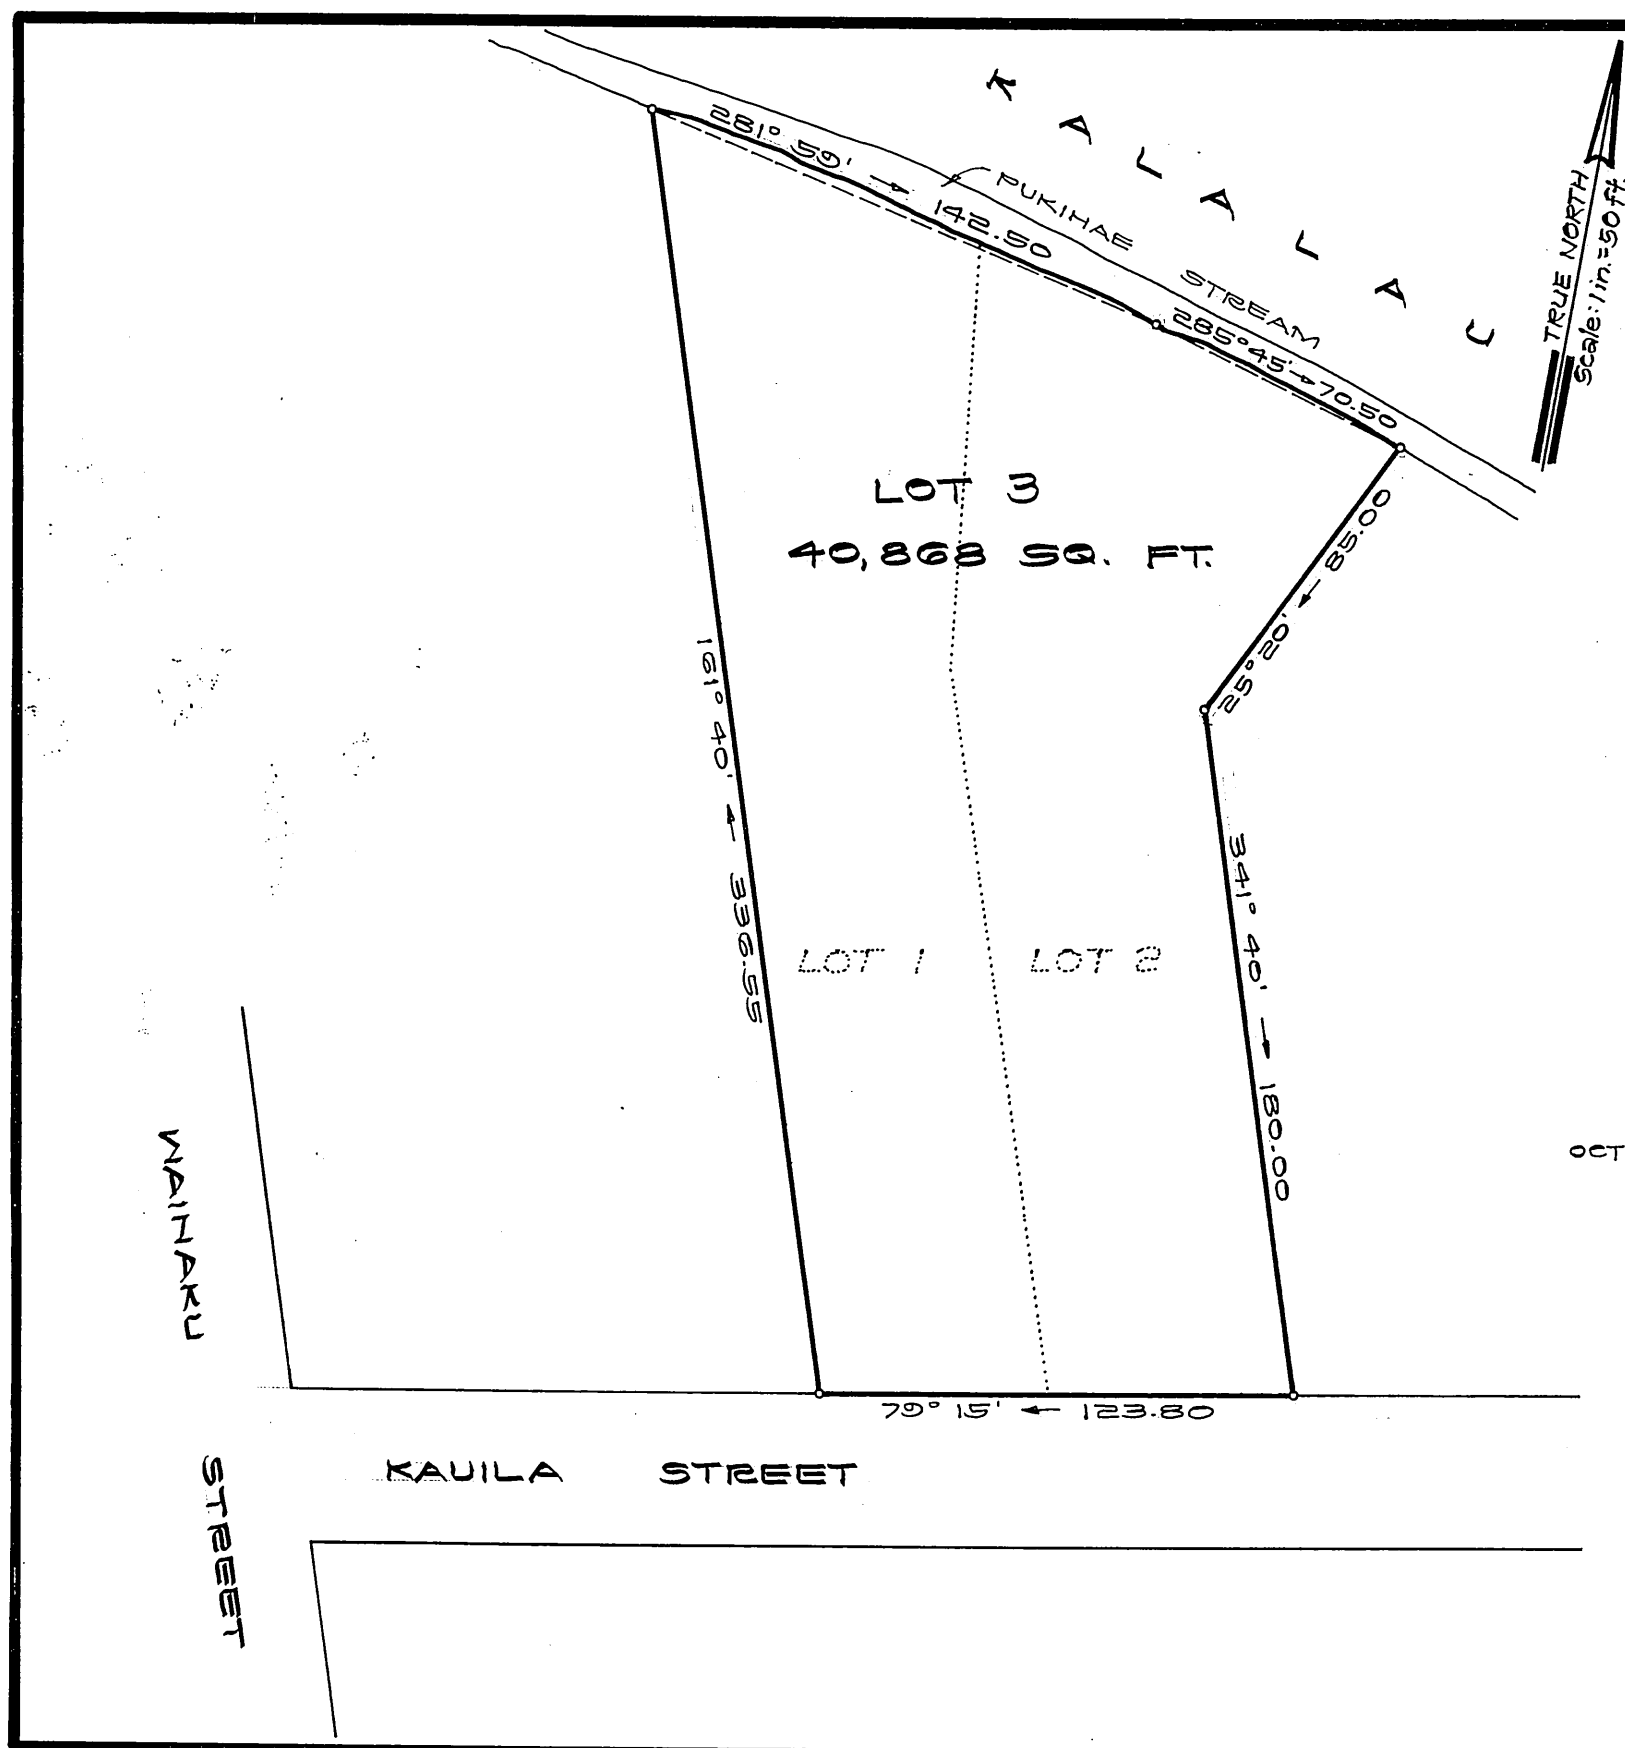 KALALAU
TRUE NORTH
Scale: 1 in. = 50 ft.
281° 59' → 142.50
PUKIHAE STREAM
285° 45' → 70.50
LOT 3
40,868 SQ. FT.
25° 20' ← 85.00
161° 40' ← 336.55
341° 40' → 180.00
LOT 1
LOT 2
OCT
79° 15' ← 123.80
WAINAKU STREET
KAUILA STREET